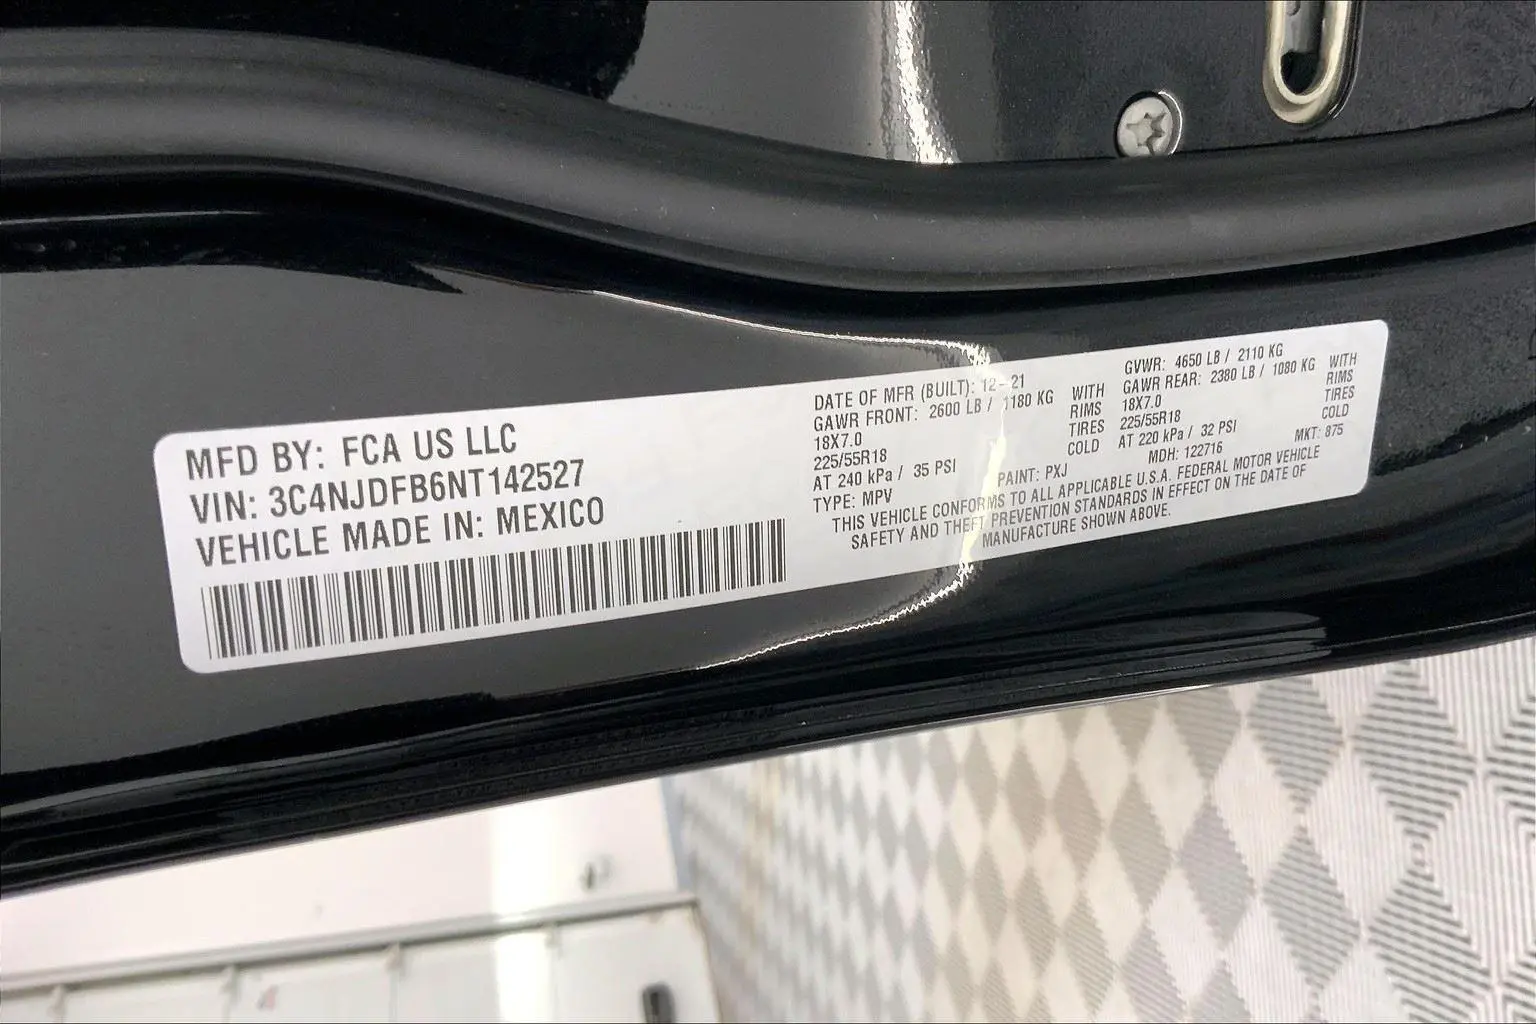 MFD BY: FCA US LLC
VIN: 3C4NJDFB6NT142527
VEHICLE MADE IN: MEXICO
DATE OF MFR (BUILT): 12-21
GAWR FRONT: 2600 LB / 1180 KG WITH
18X7.0 RIMS
225/55R18 TIRES
AT 240 kPa / 35 PSI COLD
TYPE: MPV
PAINT: PXJ
GVWR: 4650 LB / 2110 KG
GAWR REAR: 2380 LB / 1080 KG WITH
18X7.0 RIMS
225/55R18 TIRES
AT 220 kPa / 32 PSI COLD
MDH: 122716 MKT: 875
THIS VEHICLE CONFORMS TO ALL APPLICABLE U.S.A. FEDERAL MOTOR VEHICLE
SAFETY AND THEFT PREVENTION STANDARDS IN EFFECT ON THE DATE OF
MANUFACTURE SHOWN ABOVE.